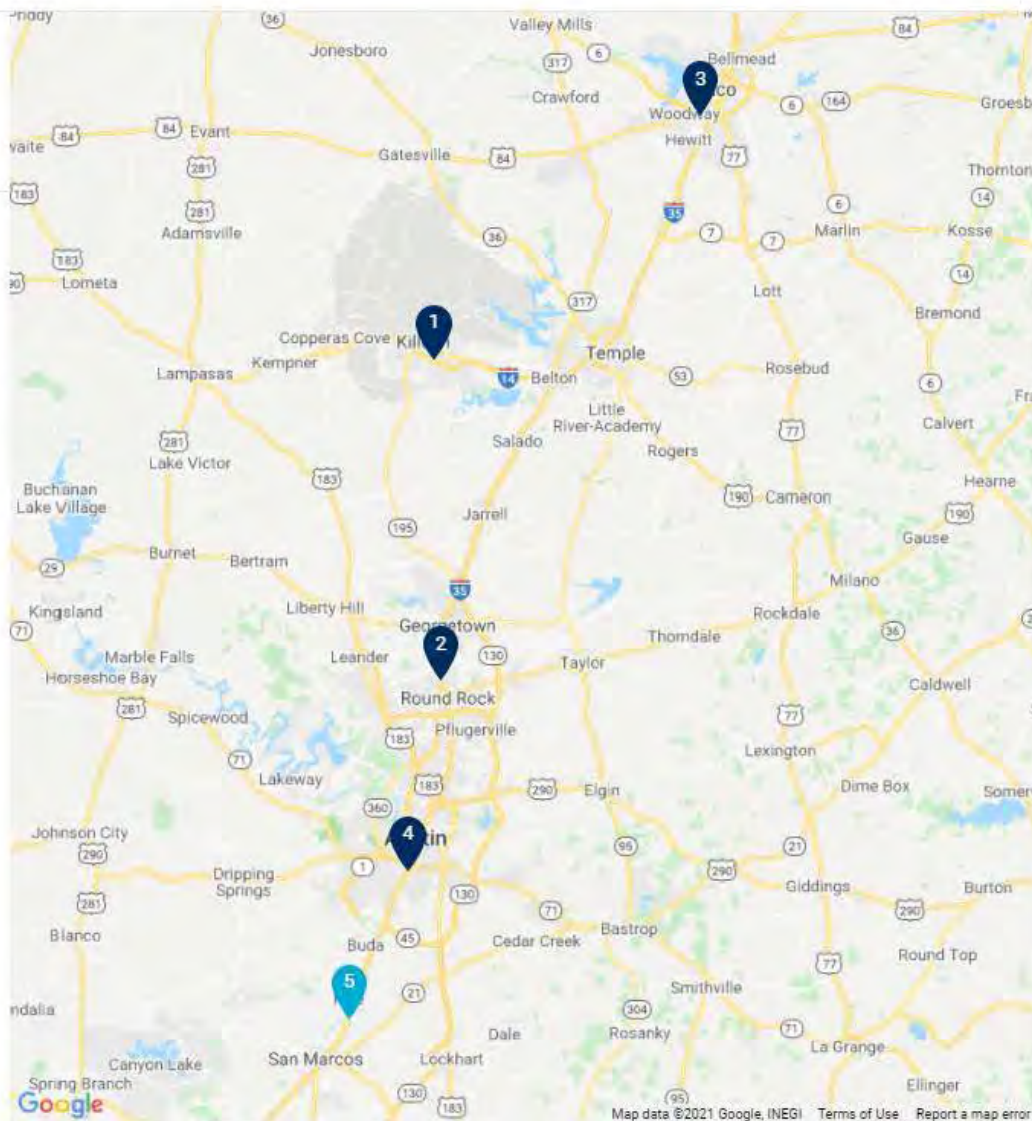 Priddy
36
Jonesboro
Valley Mills
6
84
317
Bellmead
Crawford
3
Woodway
6
164
Groesb
84
Evant
84
84
Hewitt
Gatesville
84
77
281
Thornton
183
14
281
6
Adamsville
35
36
7
7
Marlin
Kosse
183
14
Lometa
317
Lott
Bremond
1
Copperas Cove
Kempner
Temple
Lampasas
14
Belton
53
Rosebud
6
Little
River-Academy
Calvert
281
Salado
77
Lake Victor
Rogers
183
Hearne
Buchanan
Lake Village
190
Cameron
190
Jarrell
195
Gause
Burnet
Bertram
29
35
Milano
Kingsland
Liberty Hill
Rockdale
71
Georgetown
Thorndale
36
2
130
Marble Falls
Leander
Taylor
Horseshoe Bay
Caldwell
281
Round Rock
Spicewood
77
Pflugerville
183
71
Lexington
Lakeway
183
290
Elgin
Dime Box
360
Somer
Johnson City
4
290
95
21
1
290
Dripping
Springs
130
Giddings
Burton
281
71
290
Blanco
Bastrop
Buda
45
Cedar Creek
Round Top
77
5
Smithville
21
ndalia
304
Dale
Rosanky
71
San Marcos
Lockhart
La Grange
Canyon Lake
Spring Branch
130
Ellinger
183
95
Google
Map data ©2021 Google, INEGI Terms of Use Report a map error